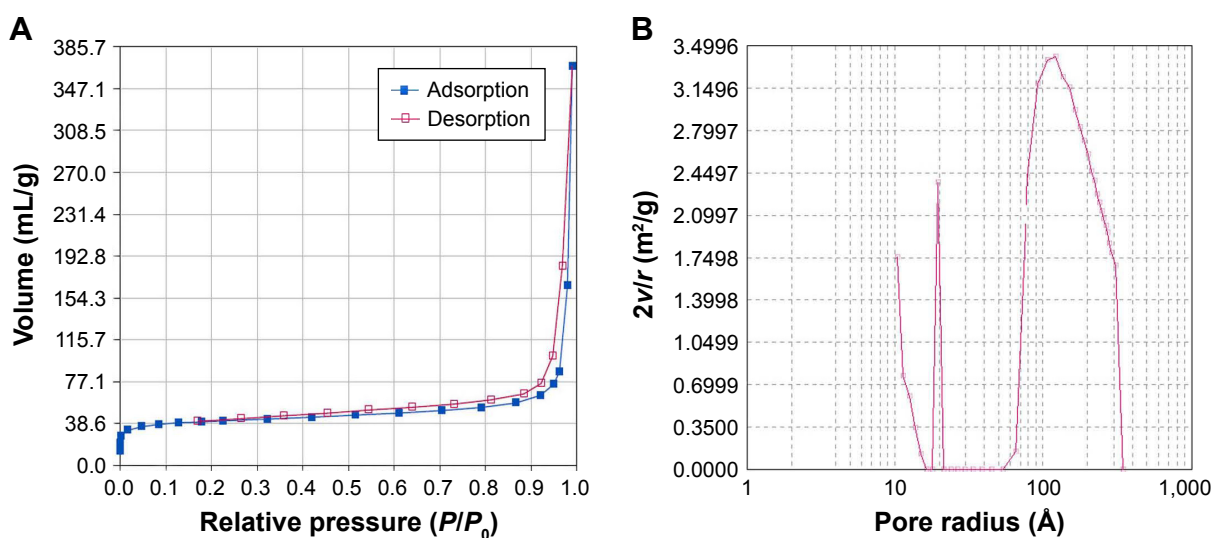 A
385.7
347.1
308.5
270.0
231.4
192.8
154.3
115.7
77.1
38.6
0.0
Volume (mL/g)
Adsorption
Desorption
0.0 0.1 0.2 0.3 0.4 0.5 0.6 0.7 0.8 0.9 1.0
Relative pressure (P/P0)
B
3.4996
3.1496
2.7997
2.4497
2.0997
1.7498
1.3998
1.0499
0.6999
0.3500
0.0000
2v/r (m²/g)
1 10 100 1,000
Pore radius (Å)